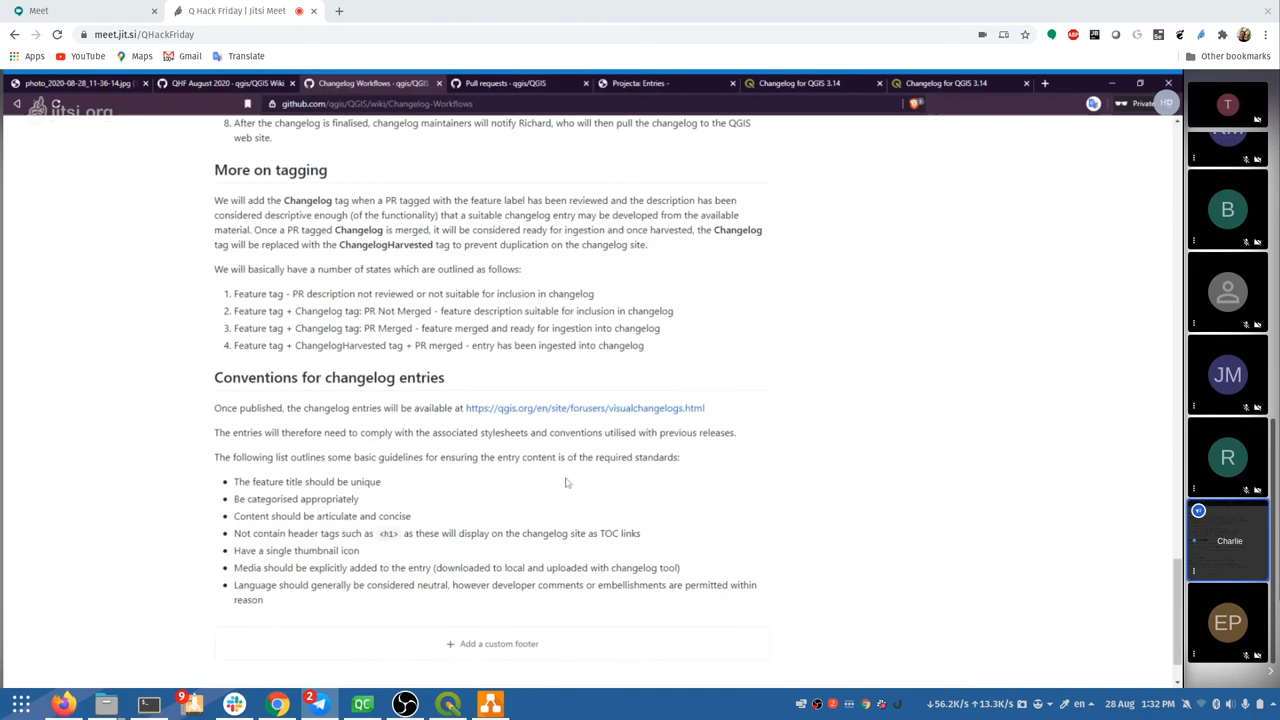 Meet
Q Hack Friday | Jitsi Meet
meet.jit.si/QHackFriday
Apps YouTube Maps Gmail Translate Other bookmarks
photo_2020-08-28_11-36-14.jpg QHF August 2020 - qgis/QGIS Wiki Changelog Workflows - qgis/QGIS Pull requests - qgis/QGIS Projecta: Entries - Changelog for QGIS 3.14 Changelog for QGIS 3.14
jitsi.org
github.com/qgis/QGIS/wiki/Changelog-Workflows
Private
HD
T
8. After the changelog is finalised, changelog maintainers will notify Richard, who will then pull the changelog to the QGIS
web site.
More on tagging
We will add the Changelog tag when a PR tagged with the feature label has been reviewed and the description has been
considered descriptive enough (of the functionality) that a suitable changelog entry may be developed from the available
material. Once a PR tagged Changelog is merged, it will be considered ready for ingestion and once harvested, the Changelog
tag will be replaced with the ChangelogHarvested tag to prevent duplication on the changelog site.
We will basically have a number of states which are outlined as follows:
1. Feature tag - PR description not reviewed or not suitable for inclusion in changelog
2. Feature tag + Changelog tag: PR Not Merged - feature description suitable for inclusion in changelog
3. Feature tag + Changelog tag: PR Merged - feature merged and ready for ingestion into changelog
4. Feature tag + ChangelogHarvested tag + PR merged - entry has been ingested into changelog
Conventions for changelog entries
Once published, the changelog entries will be available at https://qgis.org/en/site/forusers/visualchangelogs.html
The entries will therefore need to comply with the associated stylesheets and conventions utilised with previous releases.
The following list outlines some basic guidelines for ensuring the entry content is of the required standards:
The feature title should be unique
Be categorised appropriately
Content should be articulate and concise
Not contain header tags such as <h1> as these will display on the changelog site as TOC links
Have a single thumbnail icon
Media should be explicitly added to the entry (downloaded to local and uploaded with changelog tool)
Language should generally be considered neutral, however developer comments or embellishments are permitted within
reason
+ Add a custom footer
B
JM
R
Charlie
EP
9
2
QC
56.2K/s 13.3K/s
en
28 Aug
1:32 PM